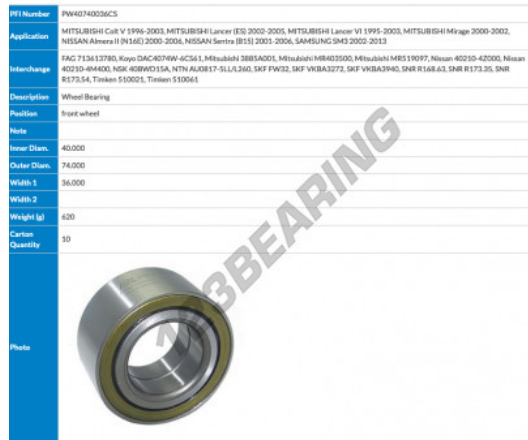 PFI Number PW40740036CS
Application MITSUBISHI Colt V 1996-2003, MITSUBISHI Lancer (ES) 2002-2005, MITSUBISHI Lancer VI 1995-2003, MITSUBISHI Mirage 2000-2002,
NISSAN Almera II (N16E) 2000-2006, NISSAN Sentra (B15) 2001-2006, SAMSUNG SM3 2002-2013
Interchange FAG 713613780, Koyo DAC4074W-6CS61, Mitsubishi 3885A001, Mitsubishi MR403500, Mitsubishi MR519097, Nissan 40210-4Z000, Nissan
40210-4M400, NSK 40BWD15A, NTN AU0817-5LL/L260, SKF FW32, SKF VKBA3272, SKF VKBA3940, SNR R168.63, SNR R173.35, SNR
R173.54, Timken 510021, Timken 510061
Description Wheel Bearing
Position front wheel
Note
Inner Diam. 40.000
Outer Diam. 74.000
Width 1 36.000
Width 2
Weight (g) 620
Carton
Quantity 10
Photo
123BEARING